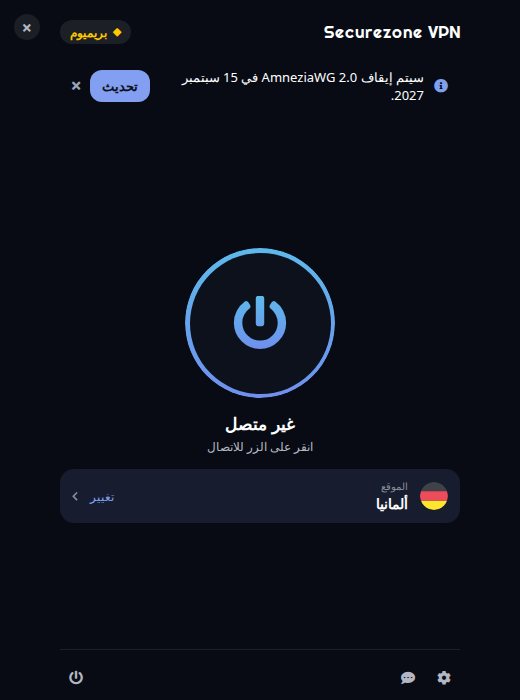 Securezone VPN
بريميوم
سيتم إيقاف AmneziaWG 2.0 في 15 سبتمبر
2027.
تحديث
غير متصل
انقر على الزر للاتصال
الموقع
ألمانيا
تغيير